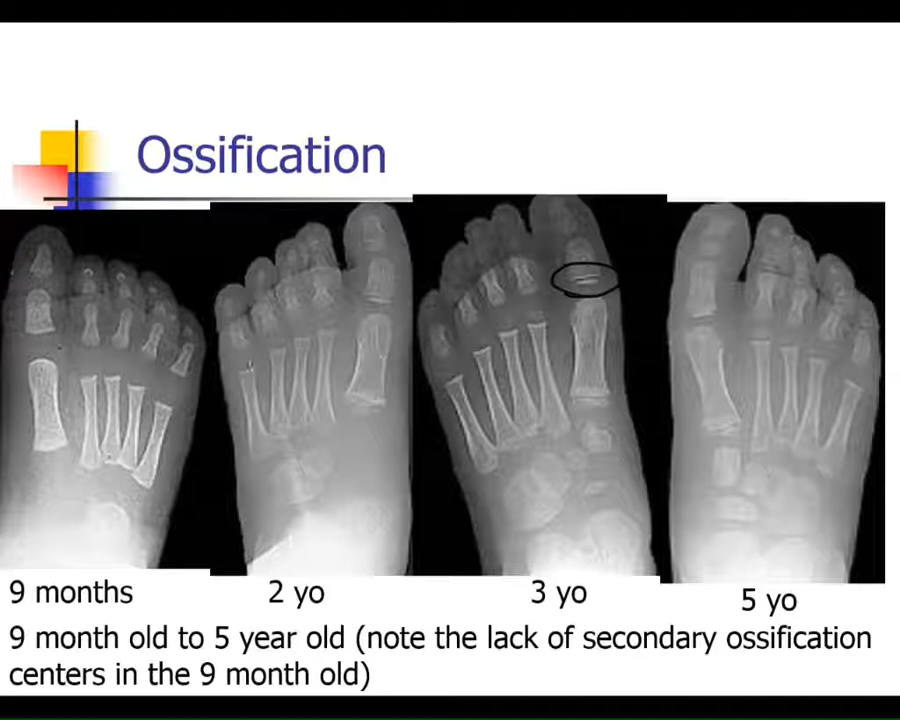 Ossification
9 months
2 yo
3 yo
5 yo
9 month old to 5 year old (note the lack of secondary ossification
centers in the 9 month old)